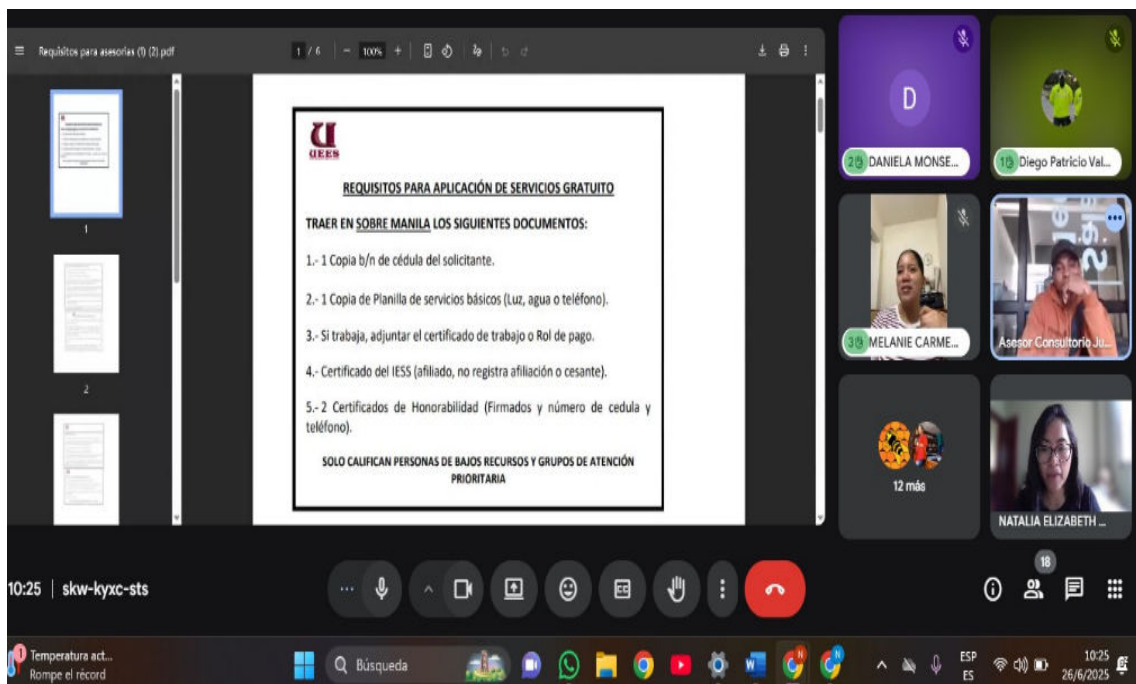 Requisitos para asesorias (1) (2).pdf
1 / 6
100%
1
2
UEES
REQUISITOS PARA APLICACIÓN DE SERVICIOS GRATUITO
TRAER EN SOBRE MANILA LOS SIGUIENTES DOCUMENTOS:
1.- 1 Copia b/n de cédula del solicitante.
2.- 1 Copia de Planilla de servicios básicos (Luz, agua o teléfono).
3.- Si trabaja, adjuntar el certificado de trabajo o Rol de pago.
4.- Certificado del IESS (afiliado, no registra afiliación o cesante).
5.- 2 Certificados de Honorabilidad (Firmados y número de cedula y
teléfono).
SOLO CALIFICAN PERSONAS DE BAJOS RECURSOS Y GRUPOS DE ATENCIÓN
PRIORITARIA
D
2 DANIELA MONSE...
1 Diego Patricio Val...
3 MELANIE CARME...
Asesor Consultorio Ju...
12 más
NATALIA ELIZABETH ...
10:25 | skw-kyxc-sts
CC
18
1
Temperatura act...
Rompe el récord
Búsqueda
ESP
ES
10:25
26/6/2025